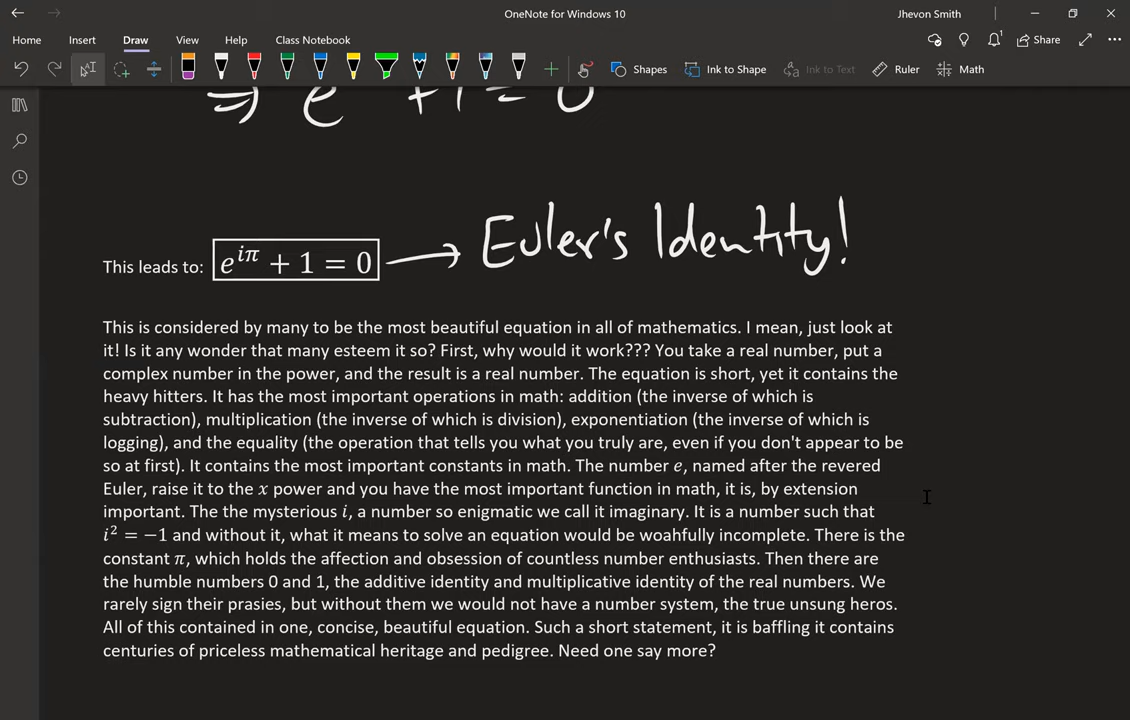 OneNote for Windows 10
Jhevon Smith
Home Insert Draw View Help Class Notebook
Shapes Ink to Shape Ink to Text Ruler Math
⇒ e + 1 = 0
Euler's Identity!
This leads to: e^{iπ} + 1 = 0
This is considered by many to be the most beautiful equation in all of mathematics. I mean, just look at
it! Is it any wonder that many esteem it so? First, why would it work??? You take a real number, put a
complex number in the power, and the result is a real number. The equation is short, yet it contains the
heavy hitters. It has the most important operations in math: addition (the inverse of which is
subtraction), multiplication (the inverse of which is division), exponentiation (the inverse of which is
logging), and the equality (the operation that tells you what you truly are, even if you don't appear to be
so at first). It contains the most important constants in math. The number e, named after the revered
Euler, raise it to the x power and you have the most important function in math, it is, by extension
important. The the mysterious i, a number so enigmatic we call it imaginary. It is a number such that
i² = −1 and without it, what it means to solve an equation would be woahfully incomplete. There is the
constant π, which holds the affection and obsession of countless number enthusiasts. Then there are
the humble numbers 0 and 1, the additive identity and multiplicative identity of the real numbers. We
rarely sign their prasies, but without them we would not have a number system, the true unsung heros.
All of this contained in one, concise, beautiful equation. Such a short statement, it is baffling it contains
centuries of priceless mathematical heritage and pedigree. Need one say more?